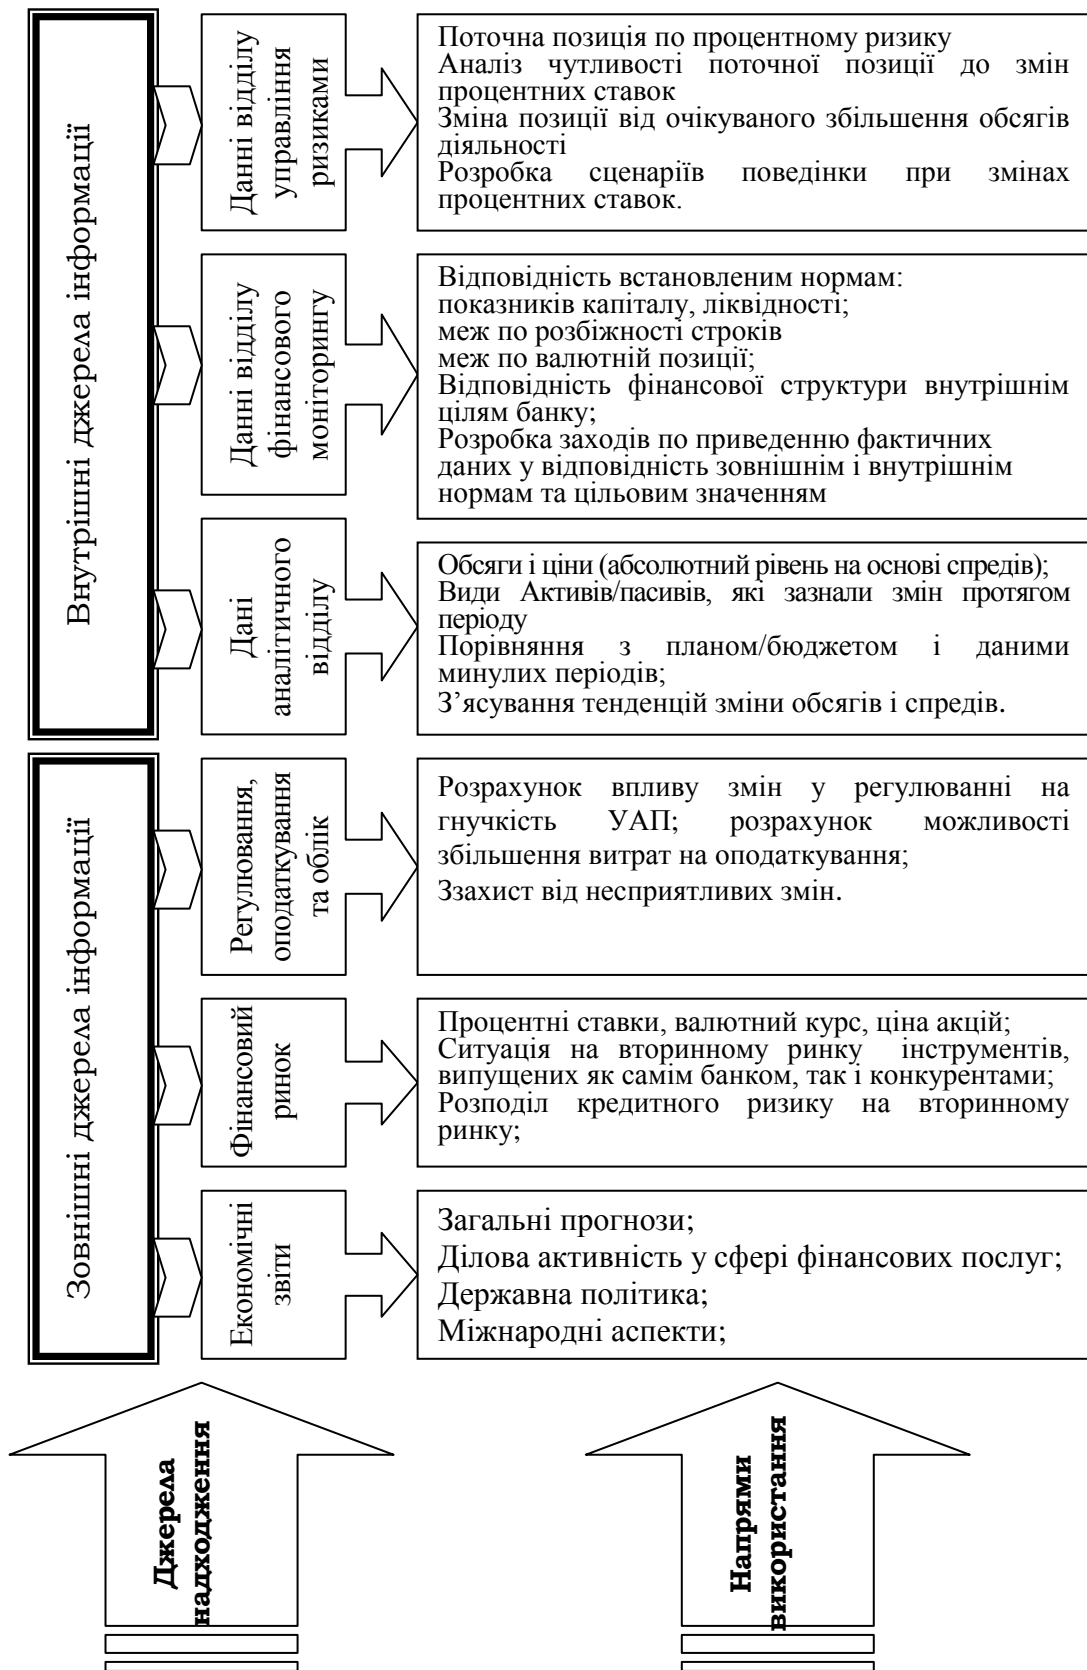 Внутрішні джерела інформації
Данні відділу
управління
ризиками
Поточна позиція по процентному ризику
Аналіз чутливості поточної позиції до змін
процентних ставок
Зміна позиції від очікуваного збільшення обсягів
діяльності
Розробка сценаріїв поведінки при змінах
процентних ставок.
Данні відділу
фінансового
моніторингу
Відповідність встановленим нормам:
показників капіталу, ліквідності;
меж по розбіжності строків
меж по валютній позиції;
Відповідність фінансової структури внутрішнім
цілям банку;
Розробка заходів по приведенню фактичних
даних у відповідність зовнішнім і внутрішнім
нормам та цільовим значенням
Дані
аналітичного
відділу
Обсяги і ціни (абсолютний рівень на основі спредів);
Види Активів/пасивів, які зазнали змін протягом
періоду
Порівняння з планом/бюджетом і даними
минулих періодів;
З’ясування тенденцій зміни обсягів і спредів.
Зовнішні джерела інформації
Регулювання,
оподаткування
та облік
Розрахунок впливу змін у регулюванні на
гнучкість УАП; розрахунок можливості
збільшення витрат на оподаткування;
Ззахист від несприятливих змін.
Фінансовий
ринок
Процентні ставки, валютний курс, ціна акцій;
Ситуація на вторинному ринку інструментів,
випущених як самім банком, так і конкурентами;
Розподіл кредитного ризику на вторинному
ринку;
Економічні
звіти
Загальні прогнози;
Ділова активність у сфері фінансових послуг;
Державна політика;
Міжнародні аспекти;
Джерела
надходження
Напрями
використання